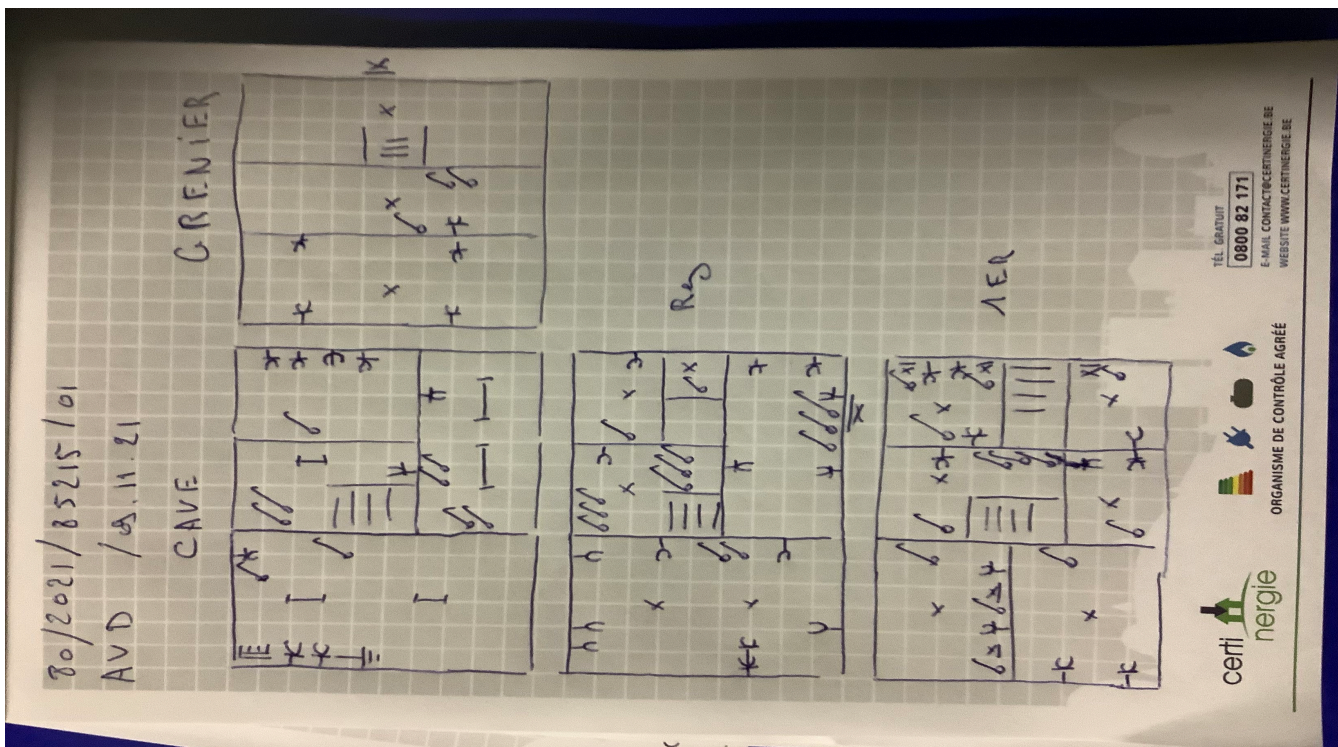 80/2021/85215/01
AVD /09.11.21
CAVE
GRENIER
Rez
1ER
certi
nergie
ORGANISME DE CONTRÔLE AGRÉÉ
TÉL GRATUIT
0800 82 171
E-MAIL CONTACT@CERTINERGIE.BE
WEBSITE WWW.CERTINERGIE.BE